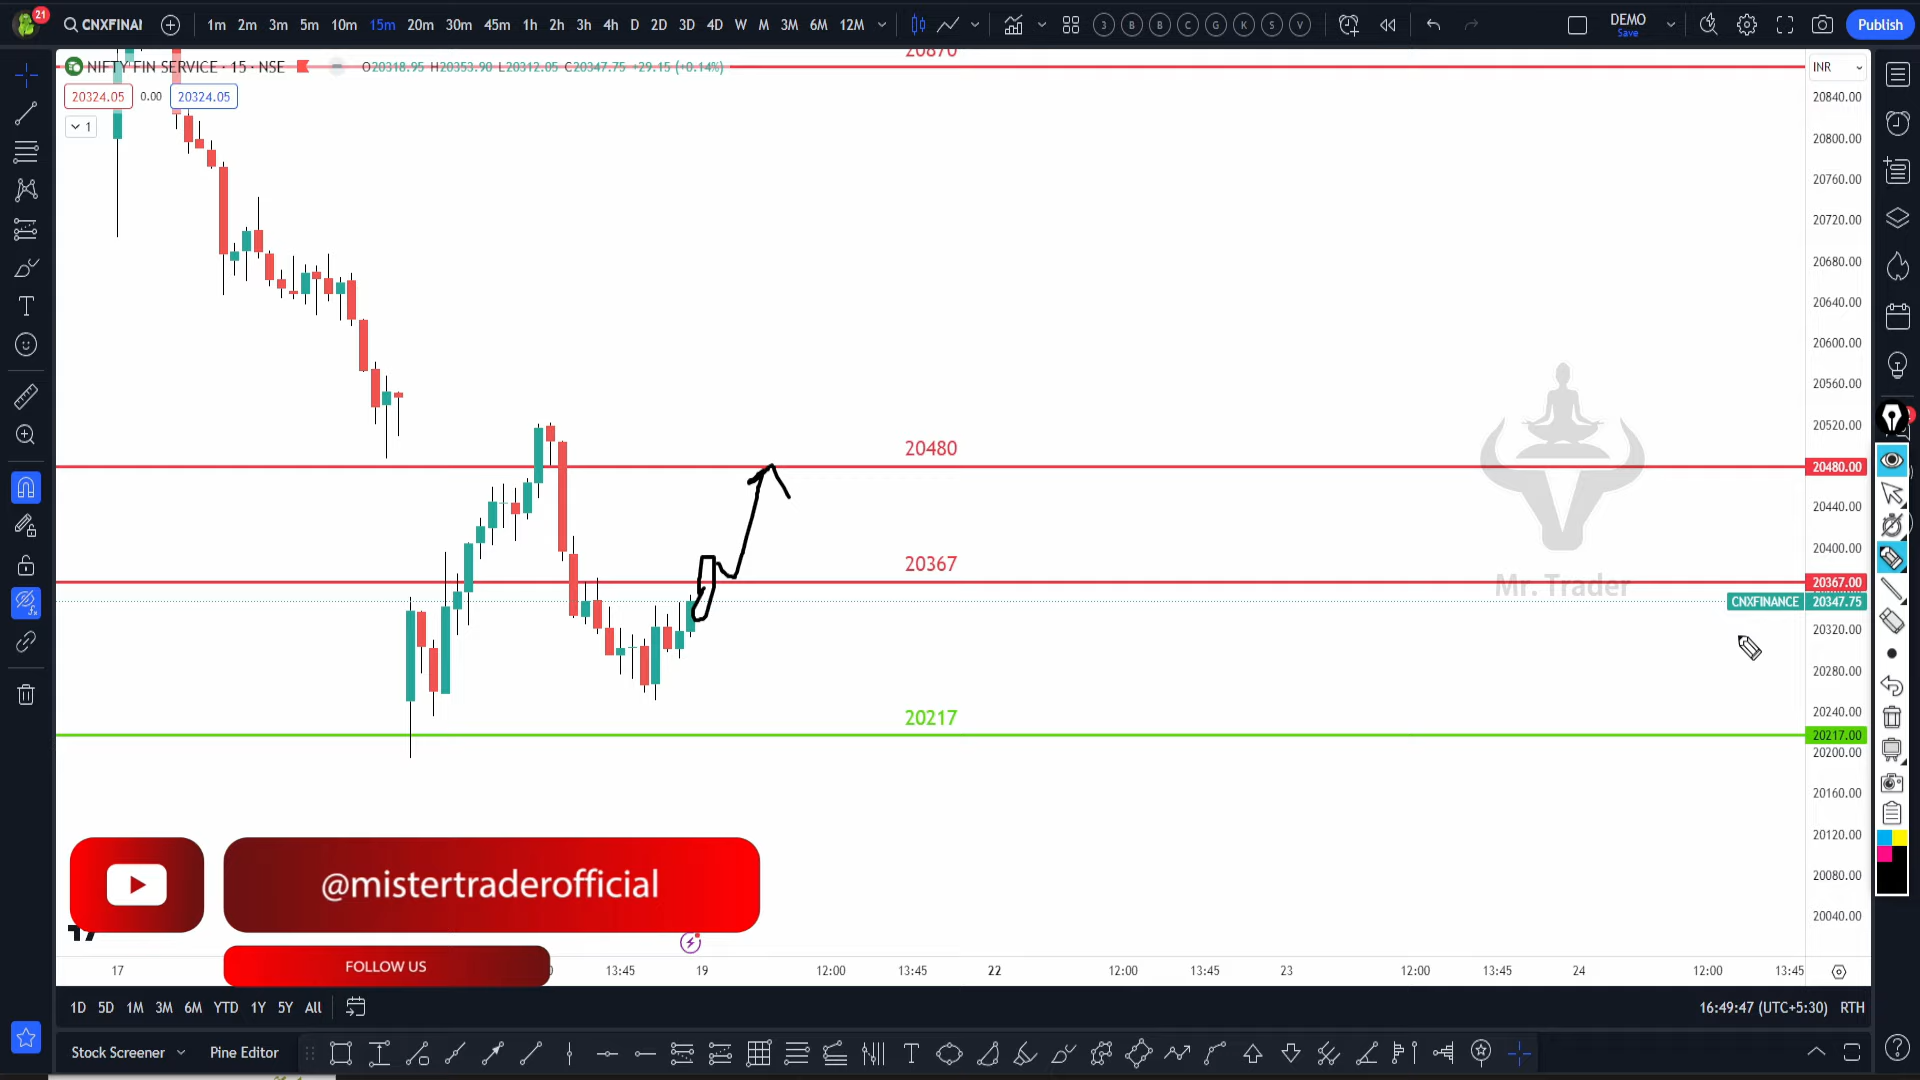 21
CNXFINAI 1m 2m 3m 5m 10m 15m 20m 30m 45m 1h 2h 3h 4h D 2D 3D 4D W M 3M 6M 12M 3 B B C G K S V DEMO Save Publish
20870
NIFTY FIN SERVICE · 15 · NSE O20318.95 H20353.90 L20312.05 C20347.75 +29.15 (+0.14%)
INR
20324.05 0.00 20324.05
1
20840.00
20800.00
20760.00
20720.00
20680.00
20640.00
20600.00
20560.00
20520.00
20480
20480.00
20440.00
20400.00
20367
20367.00
Mr. Trader
CNXFINANCE 20347.75
20320.00
20280.00
20240.00
20217
20217.00
20200.00
20160.00
20120.00
20080.00
20040.00
@mistertraderofficial
FOLLOW US
17 13:45 19 12:00 13:45 22 12:00 13:45 23 12:00 13:45 24 12:00 13:45
1D 5D 1M 3M 6M YTD 1Y 5Y All 16:49:47 (UTC+5:30) RTH
Stock Screener Pine Editor